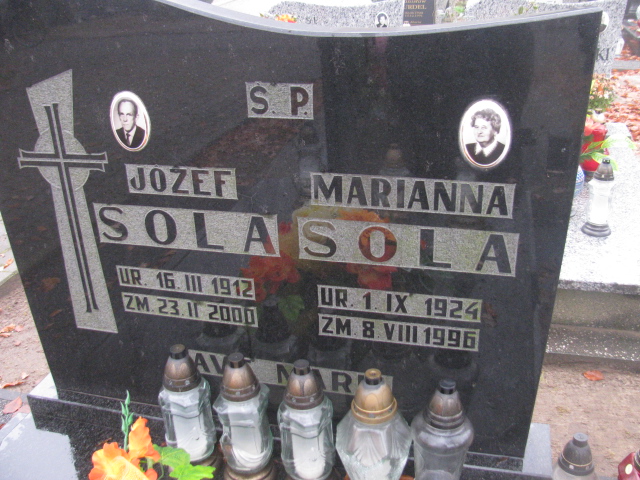 Ś. P.
JÓZEF
SOLA
UR. 16. III 1912
ZM. 23. II 2000
MARIANNA
SOLA
UR. 1 IX 1924
ZM. 8. VIII 1996